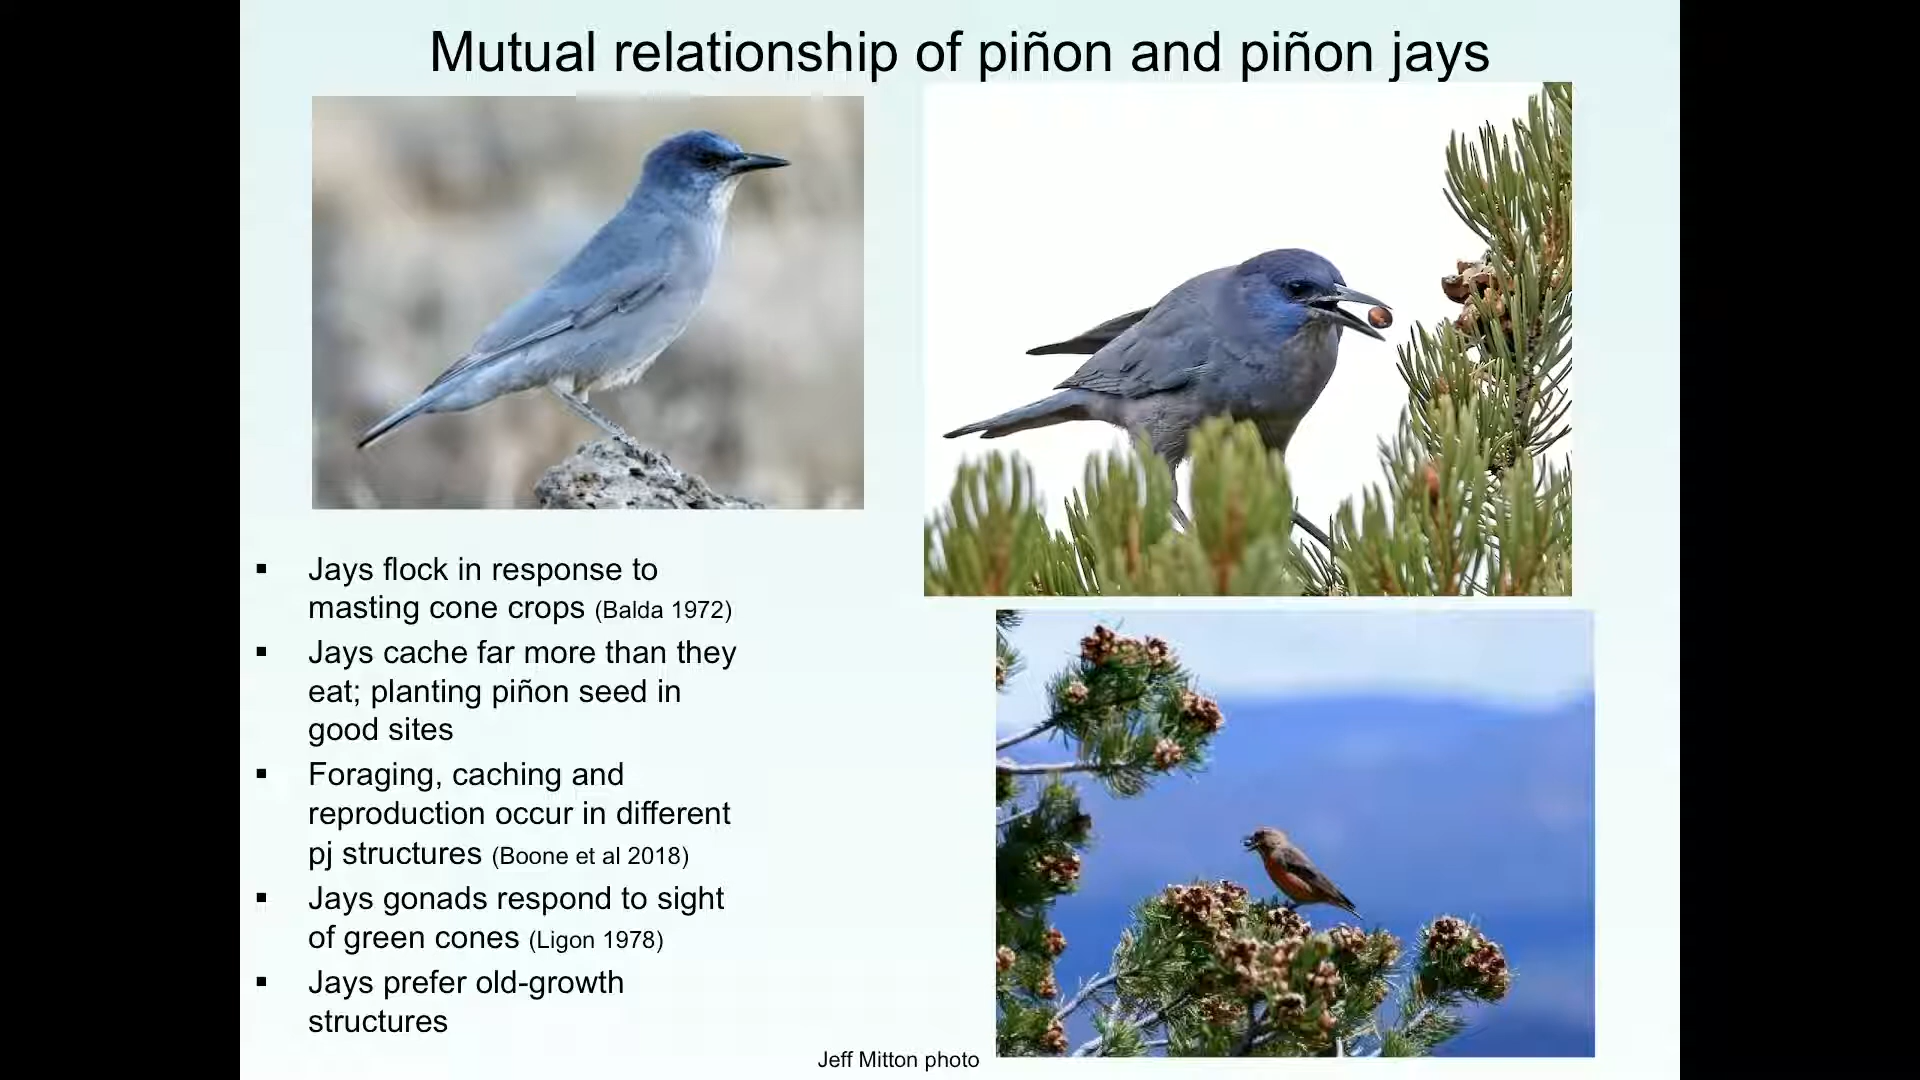 Mutual relationship of piñon and piñon jays
▪ Jays flock in response to
masting cone crops (Balda 1972)
▪ Jays cache far more than they
eat; planting piñon seed in
good sites
▪ Foraging, caching and
reproduction occur in different
pj structures (Boone et al 2018)
▪ Jays gonads respond to sight
of green cones (Ligon 1978)
▪ Jays prefer old-growth
structures
Jeff Mitton photo